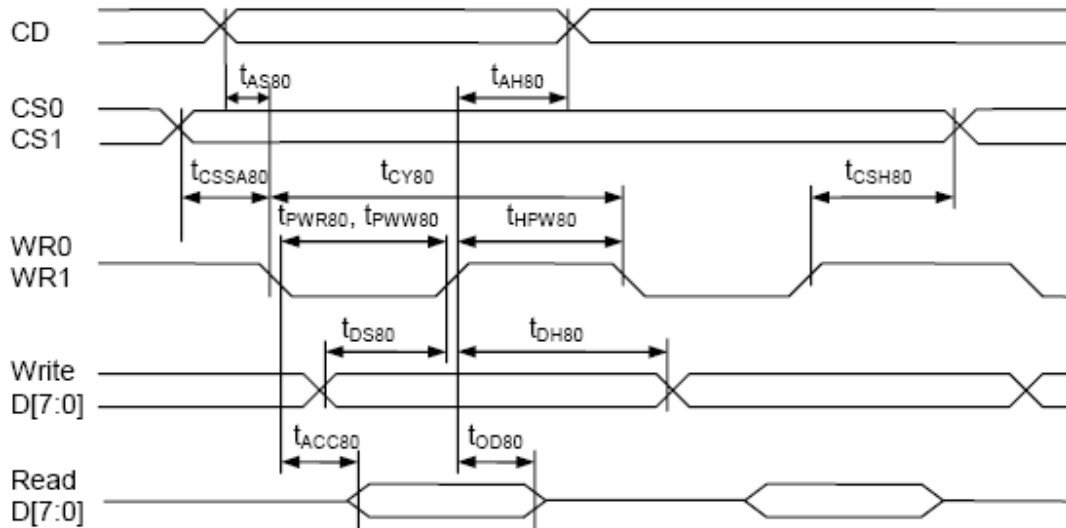 CD
tAS80
tAH80
CS0
CS1
tCSSA80
tCY80
tCSH80
tPWR80, tPWW80
tHPW80
WR0
WR1
tDS80
tDH80
Write
D[7:0]
tACC80
tOD80
Read
D[7:0]